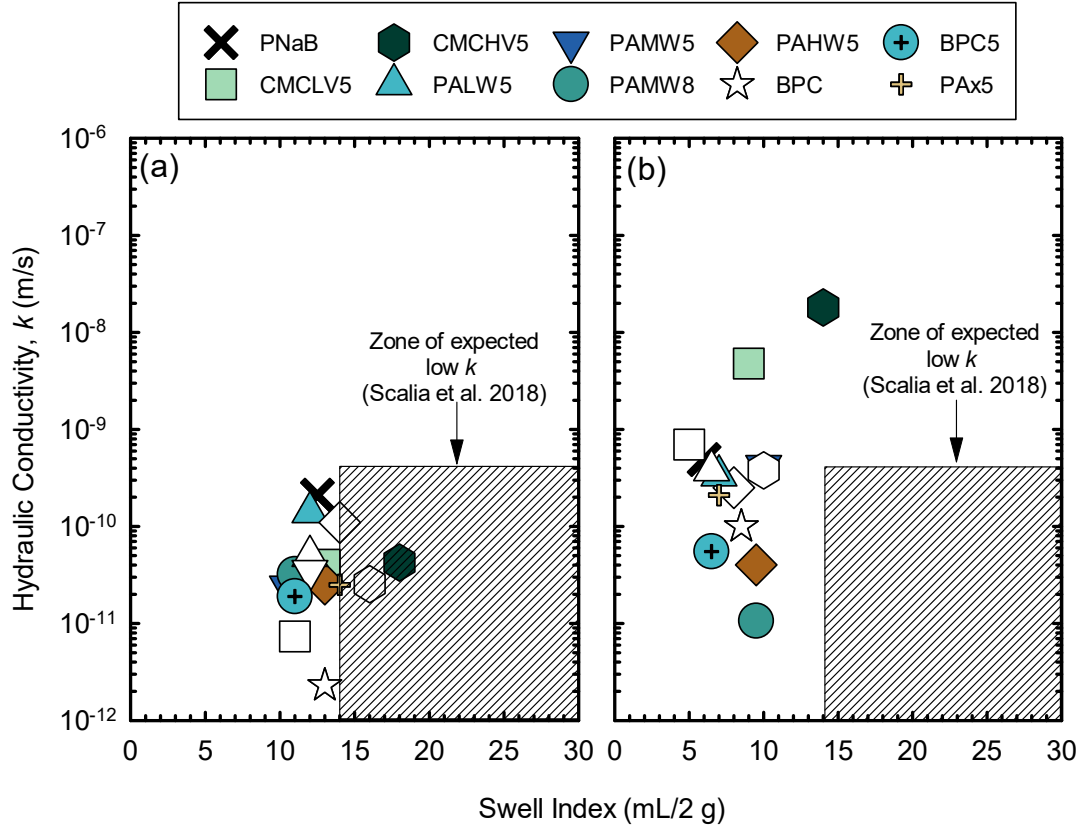 PNaB CMCHV5 PAMW5 PAHW5 BPC5
CMCLV5 PALW5 PAMW8 BPC PAx5
(a)
(b)
Hydraulic Conductivity, k (m/s)
10⁻⁶
10⁻⁷
10⁻⁸
10⁻⁹
10⁻¹⁰
10⁻¹¹
10⁻¹²
Zone of expected
low k
(Scalia et al. 2018)
Zone of expected
low k
(Scalia et al. 2018)
0 5 10 15 20 25 30
0 5 10 15 20 25 30
Swell Index (mL/2 g)